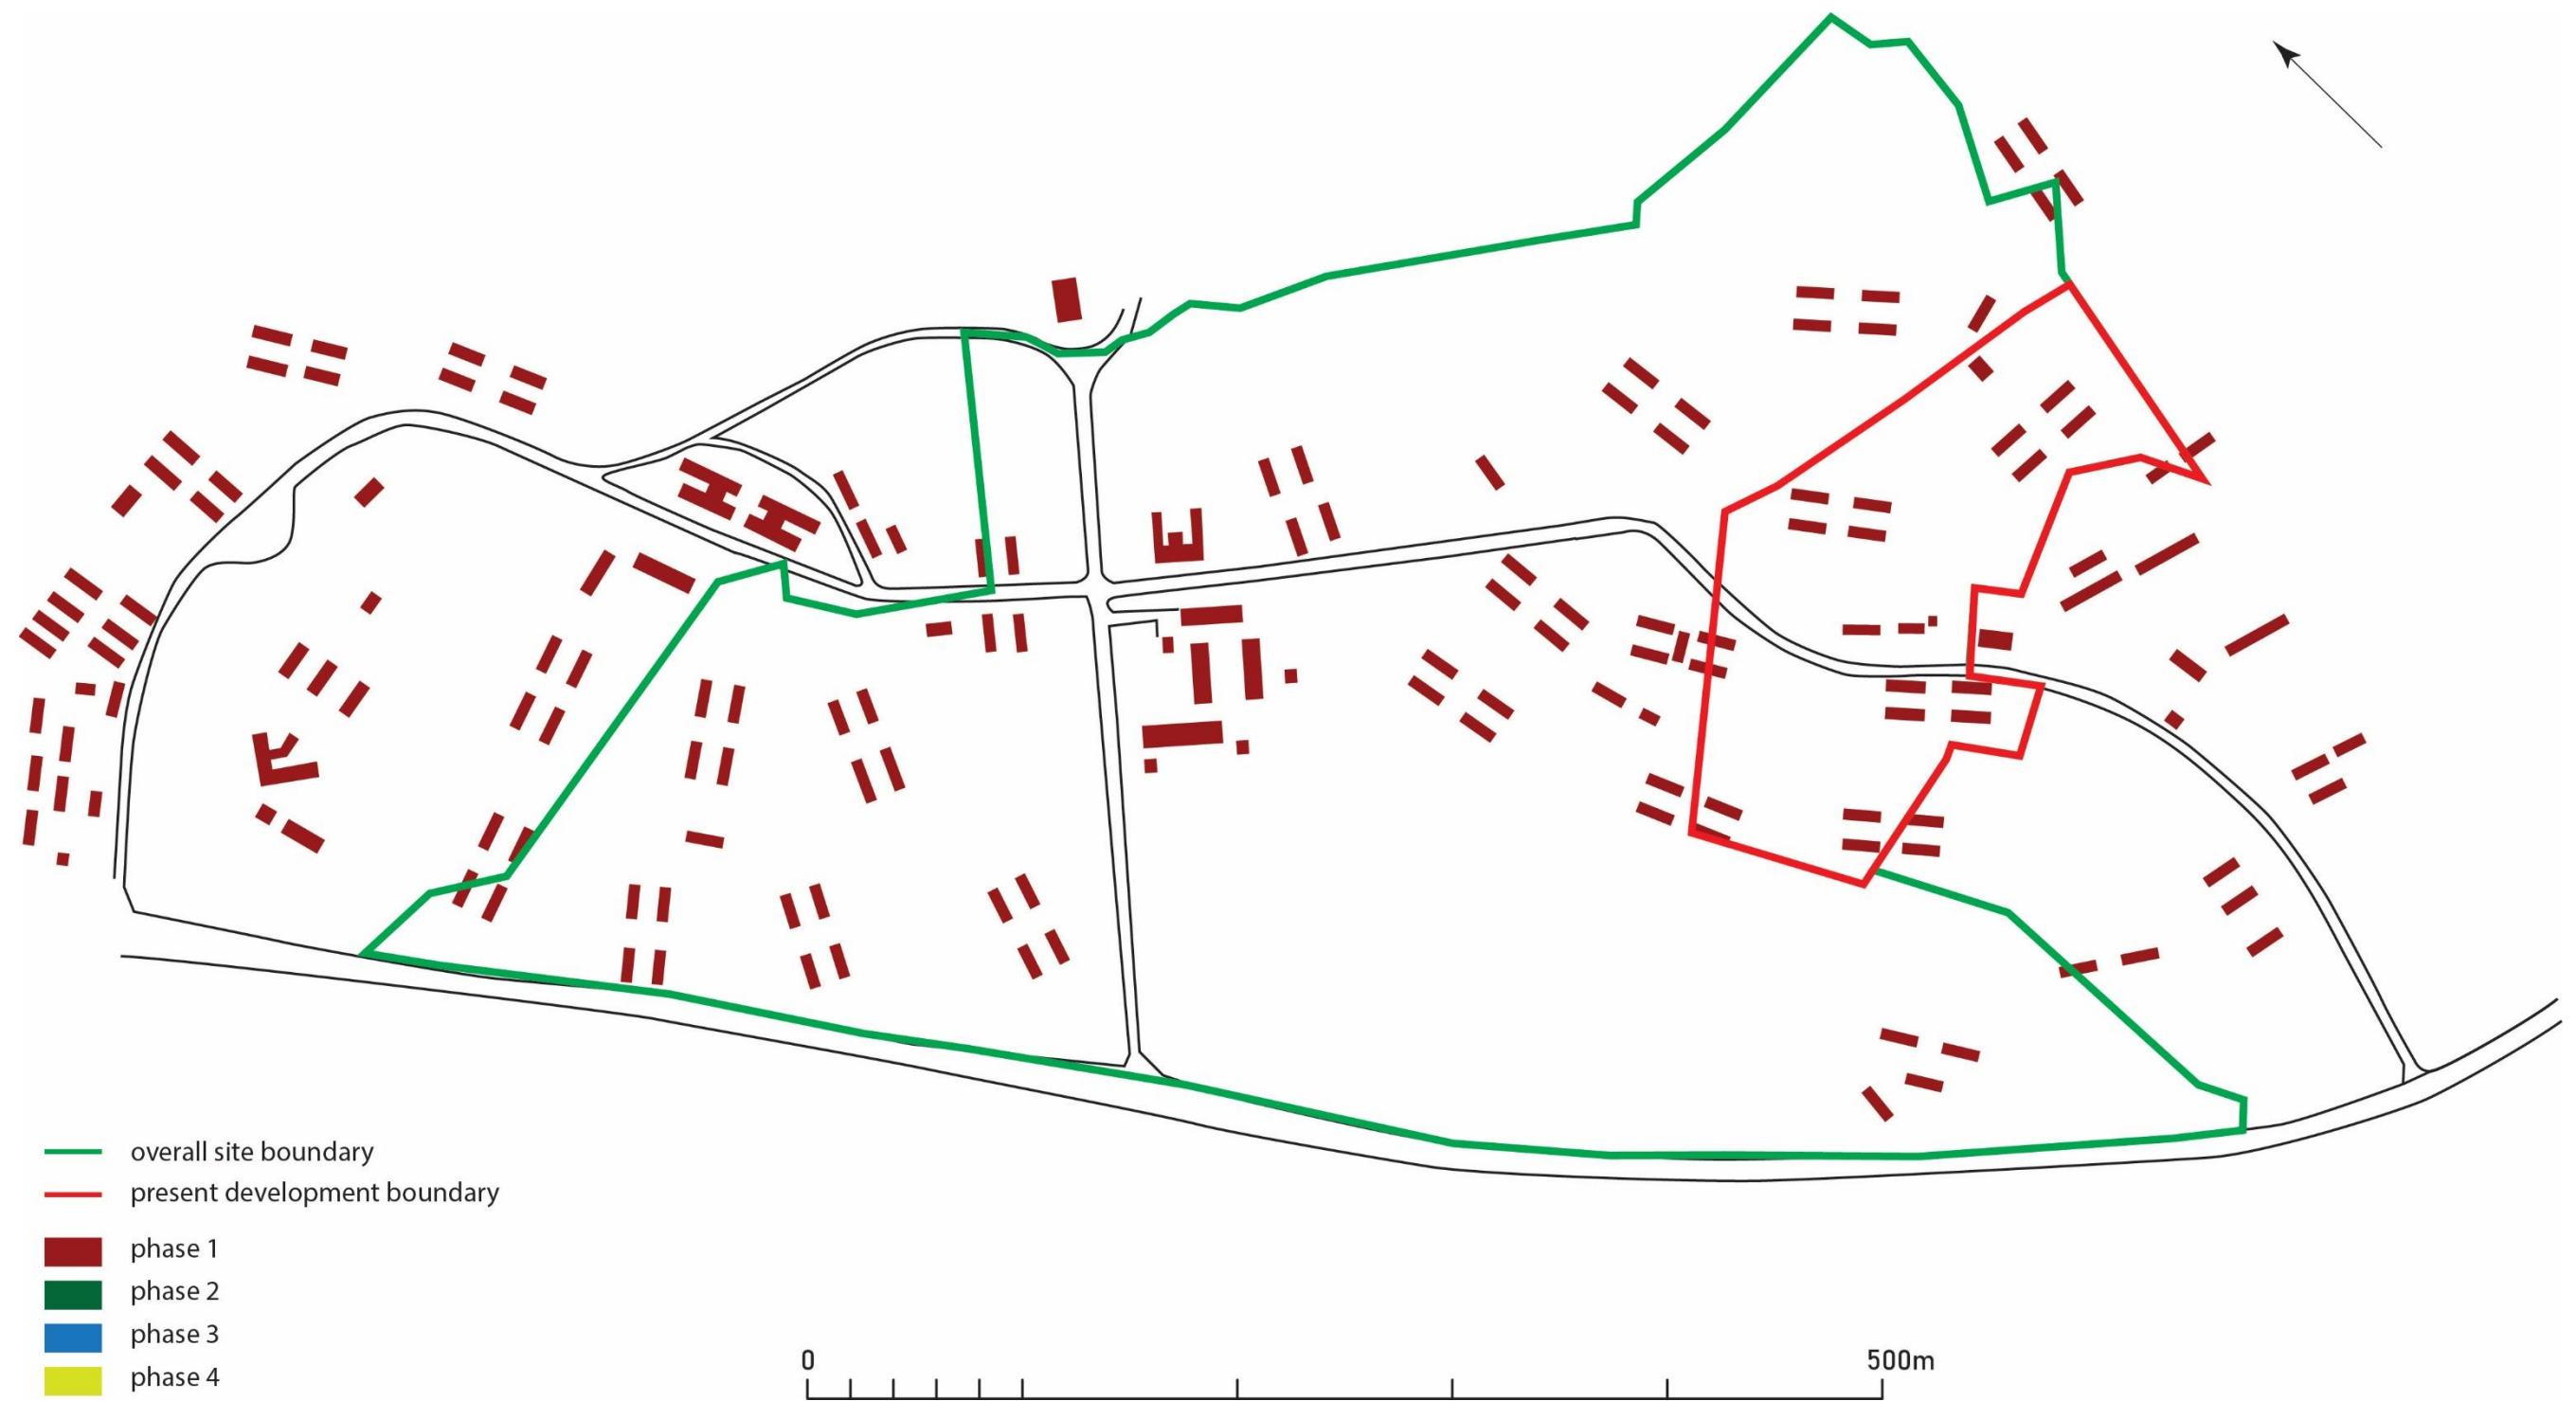 overall site boundary
present development boundary
phase 1
phase 2
phase 3
phase 4
0 500m